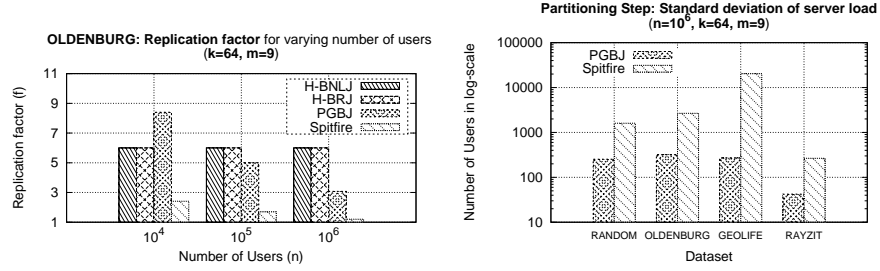 OLDENBURG: Replication factor for varying number of users
(k=64, m=9)
Replication factor (f)
11
9
7
5
3
1
H-BNLJ
H-BRJ
PGBJ
Spitfire
10^4 10^5 10^6
Number of Users (n)
Partitioning Step: Standard deviation of server load
(n=10^6, k=64, m=9)
Number of Users in log-scale
100000
10000
1000
100
10
PGBJ
Spitfire
RANDOM OLDENBURG GEOLIFE RAYZIT
Dataset